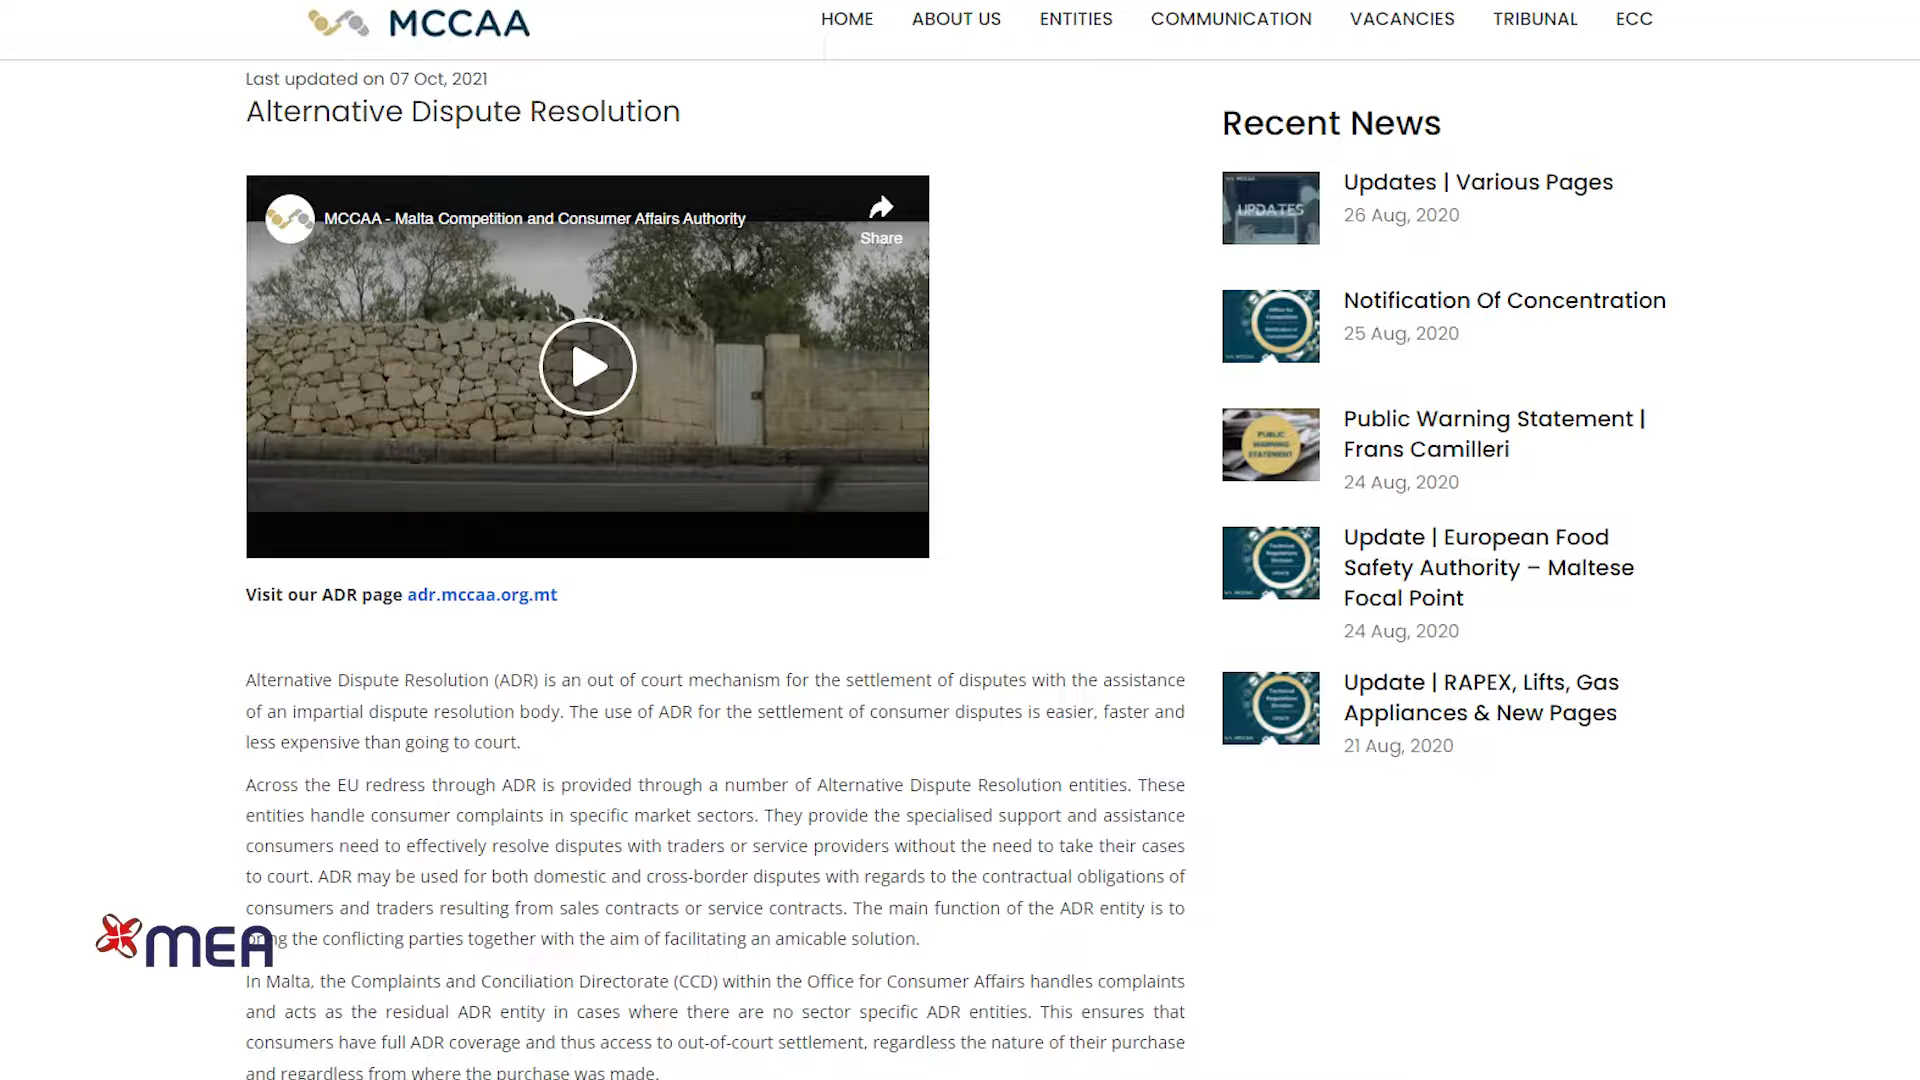 MCCAA
HOME ABOUT US ENTITIES COMMUNICATION VACANCIES TRIBUNAL ECC
Last updated on 07 Oct, 2021
Alternative Dispute Resolution
MCCAA - Malta Competition and Consumer Affairs Authority
Share
Visit our ADR page adr.mccaa.org.mt
Alternative Dispute Resolution (ADR) is an out of court mechanism for the settlement of disputes with the assistance
of an impartial dispute resolution body. The use of ADR for the settlement of consumer disputes is easier, faster and
less expensive than going to court.
Across the EU redress through ADR is provided through a number of Alternative Dispute Resolution entities. These
entities handle consumer complaints in specific market sectors. They provide the specialised support and assistance
consumers need to effectively resolve disputes with traders or service providers without the need to take their cases
to court. ADR may be used for both domestic and cross-border disputes with regards to the contractual obligations of
consumers and traders resulting from sales contracts or service contracts. The main function of the ADR entity is to
bring the conflicting parties together with the aim of facilitating an amicable solution.
In Malta, the Complaints and Conciliation Directorate (CCD) within the Office for Consumer Affairs handles complaints
and acts as the residual ADR entity in cases where there are no sector specific ADR entities. This ensures that
consumers have full ADR coverage and thus access to out-of-court settlement, regardless the nature of their purchase
and regardless from where the purchase was made.
MEA
Recent News
UPDATES
Updates | Various Pages
26 Aug, 2020
Notification Of Concentration
25 Aug, 2020
PUBLIC
WARNING
STATEMENT
Public Warning Statement |
Frans Camilleri
24 Aug, 2020
Update | European Food
Safety Authority – Maltese
Focal Point
24 Aug, 2020
Update | RAPEX, Lifts, Gas
Appliances & New Pages
21 Aug, 2020